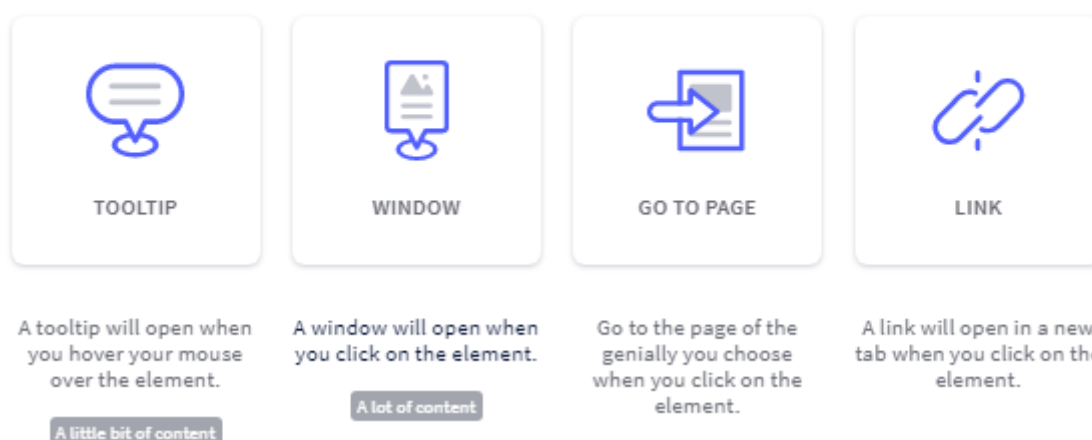 TOOLTIP
WINDOW
GO TO PAGE
LINK
A tooltip will open when
you hover your mouse
over the element.
A little bit of content
A window will open when
you click on the element.
A lot of content
Go to the page of the
genially you choose
when you click on the
element.
A link will open in a new
tab when you click on the
element.